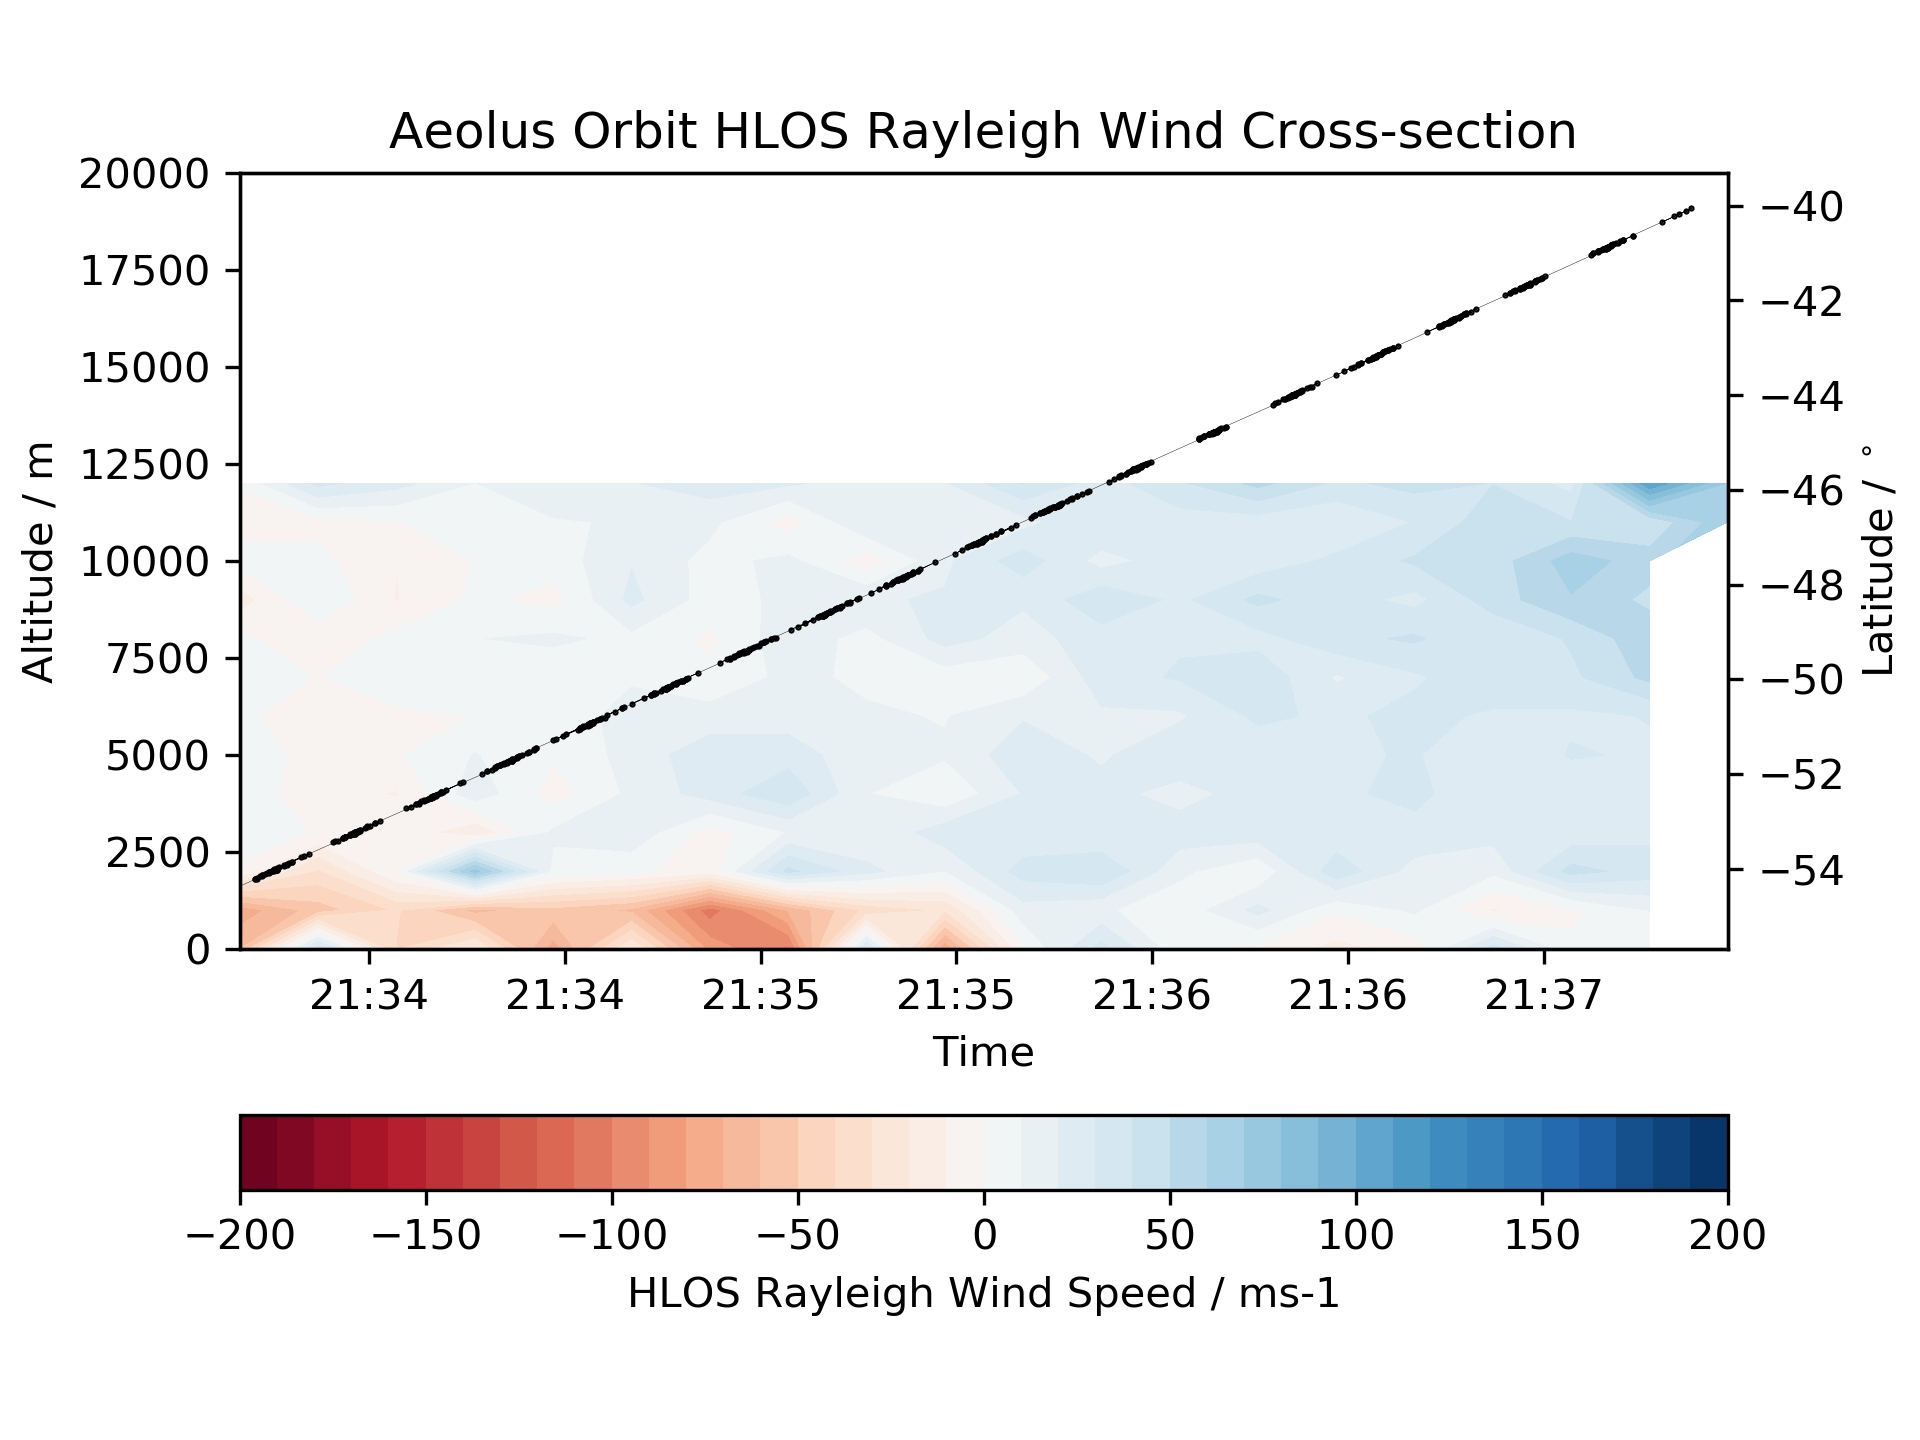 Aeolus Orbit HLOS Rayleigh Wind Cross-section
20000
17500
15000
12500
10000
7500
5000
2500
0
Altitude / m
−40
−42
−44
−46
−48
−50
−52
−54
Latitude / °
21:34 21:34 21:35 21:35 21:36 21:36 21:37
Time
−200 −150 −100 −50 0 50 100 150 200
HLOS Rayleigh Wind Speed / ms-1